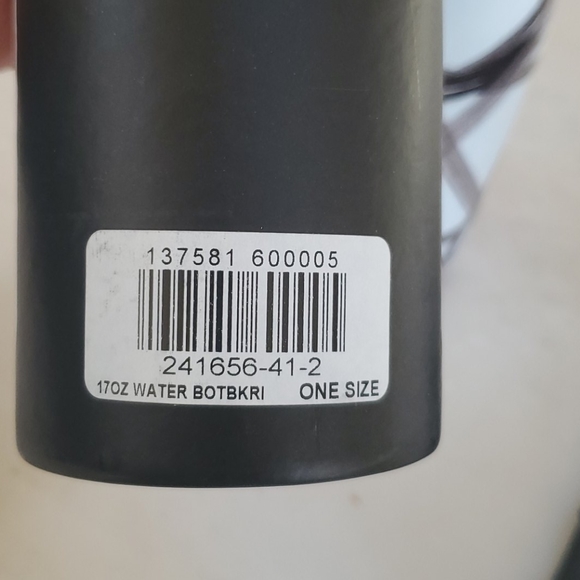 137581 600005
241656-41-2
17OZ WATER BOTBKRI ONE SIZE